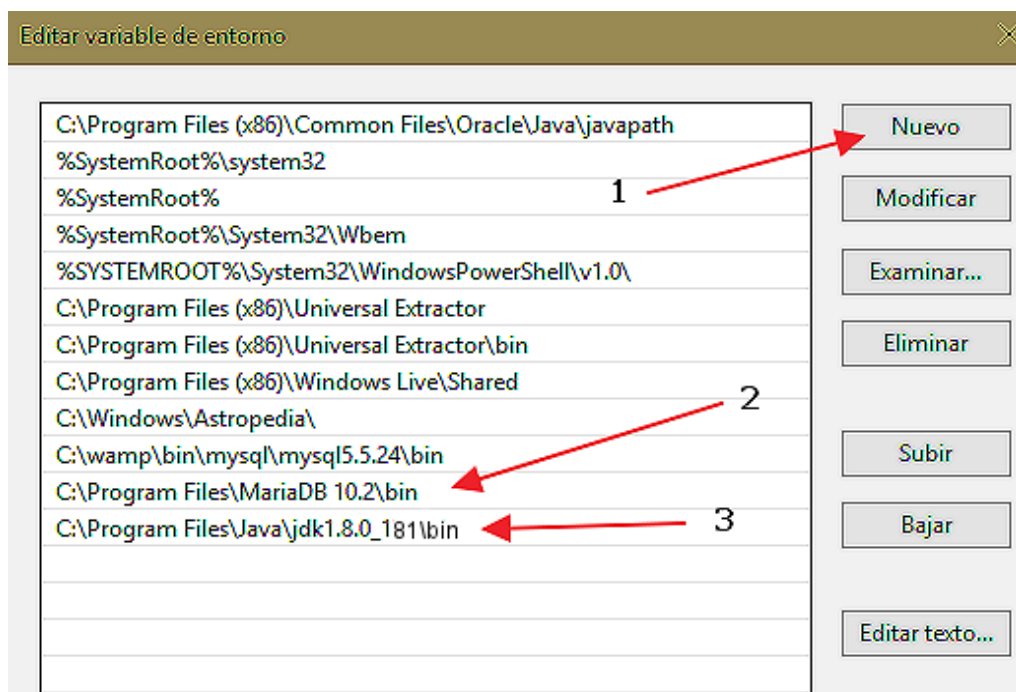 Editar variable de entorno
C:\Program Files (x86)\Common Files\Oracle\Java\javapath
Nuevo
%SystemRoot%\system32
1
%SystemRoot%
Modificar
%SystemRoot%\System32\Wbem
%SYSTEMROOT%\System32\WindowsPowerShell\v1.0\
Examinar...
C:\Program Files (x86)\Universal Extractor
C:\Program Files (x86)\Universal Extractor\bin
Eliminar
C:\Program Files (x86)\Windows Live\Shared
2
C:\Windows\Astropedia\
C:\wamp\bin\mysql\mysql5.5.24\bin
Subir
C:\Program Files\MariaDB 10.2\bin
C:\Program Files\Java\jdk1.8.0_181\bin
3
Bajar
Editar texto...